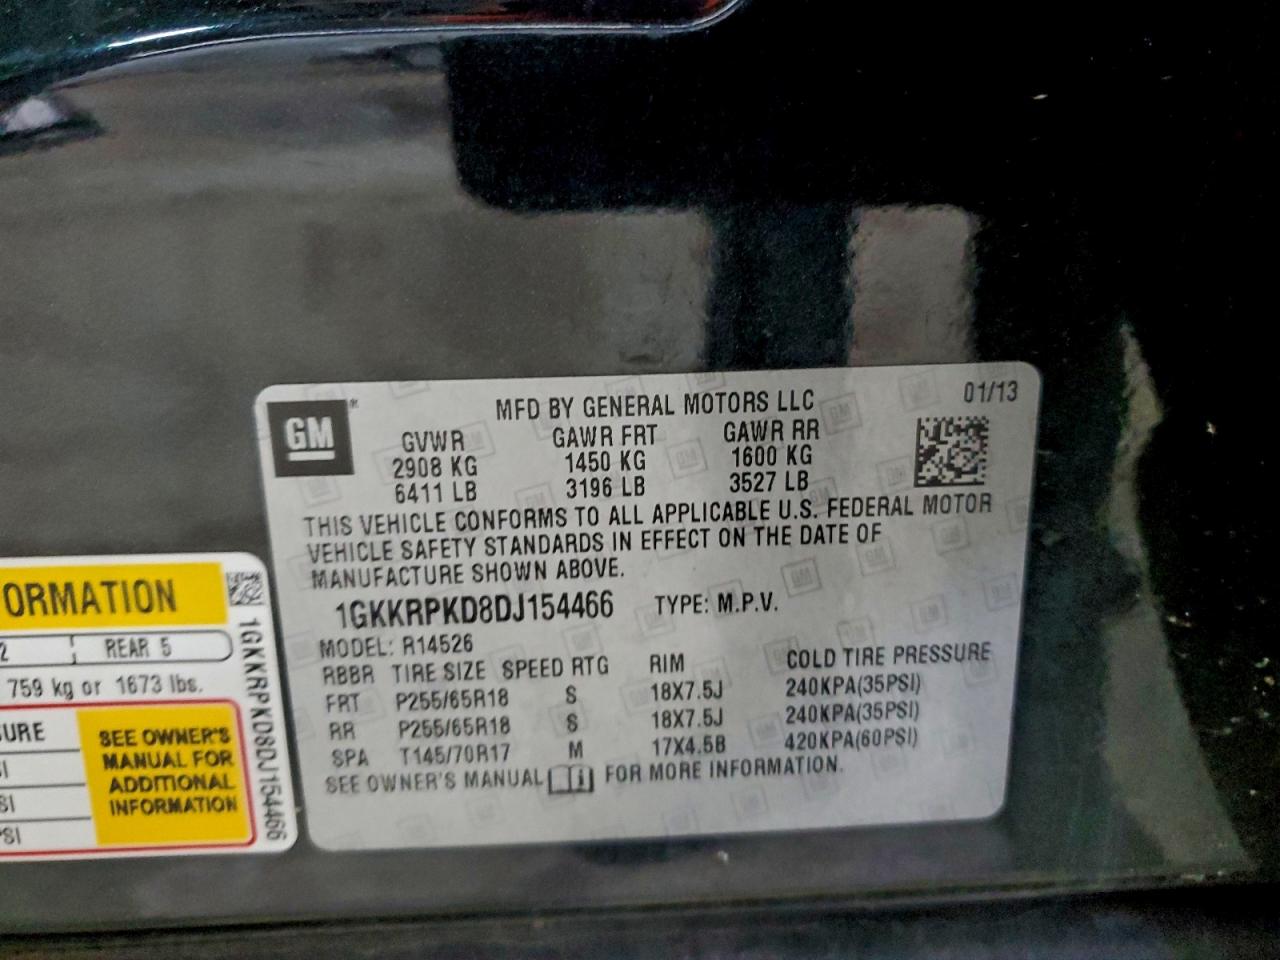 GM
MFD BY GENERAL MOTORS LLC 01/13
GVWR GAWR FRT GAWR RR
2908 KG 1450 KG 1600 KG
6411 LB 3196 LB 3527 LB
THIS VEHICLE CONFORMS TO ALL APPLICABLE U.S. FEDERAL MOTOR
VEHICLE SAFETY STANDARDS IN EFFECT ON THE DATE OF
MANUFACTURE SHOWN ABOVE.
1GKKRPKD8DJ154466 TYPE: M.P.V.
MODEL: R14526
RBBR TIRE SIZE SPEED RTG RIM COLD TIRE PRESSURE
FRT P255/65R18 S 18X7.5J 240KPA(35PSI)
RR P255/65R18 S 18X7.5J 240KPA(35PSI)
SPA T145/70R17 M 17X4.5B 420KPA(60PSI)
SEE OWNER'S MANUAL FOR MORE INFORMATION.
ORMATION
2 REAR 5
759 kg or 1673 lbs.
URE
SI
PSI
SEE OWNER'S
MANUAL FOR
ADDITIONAL
INFORMATION
1GKKRPKD8DJ154466